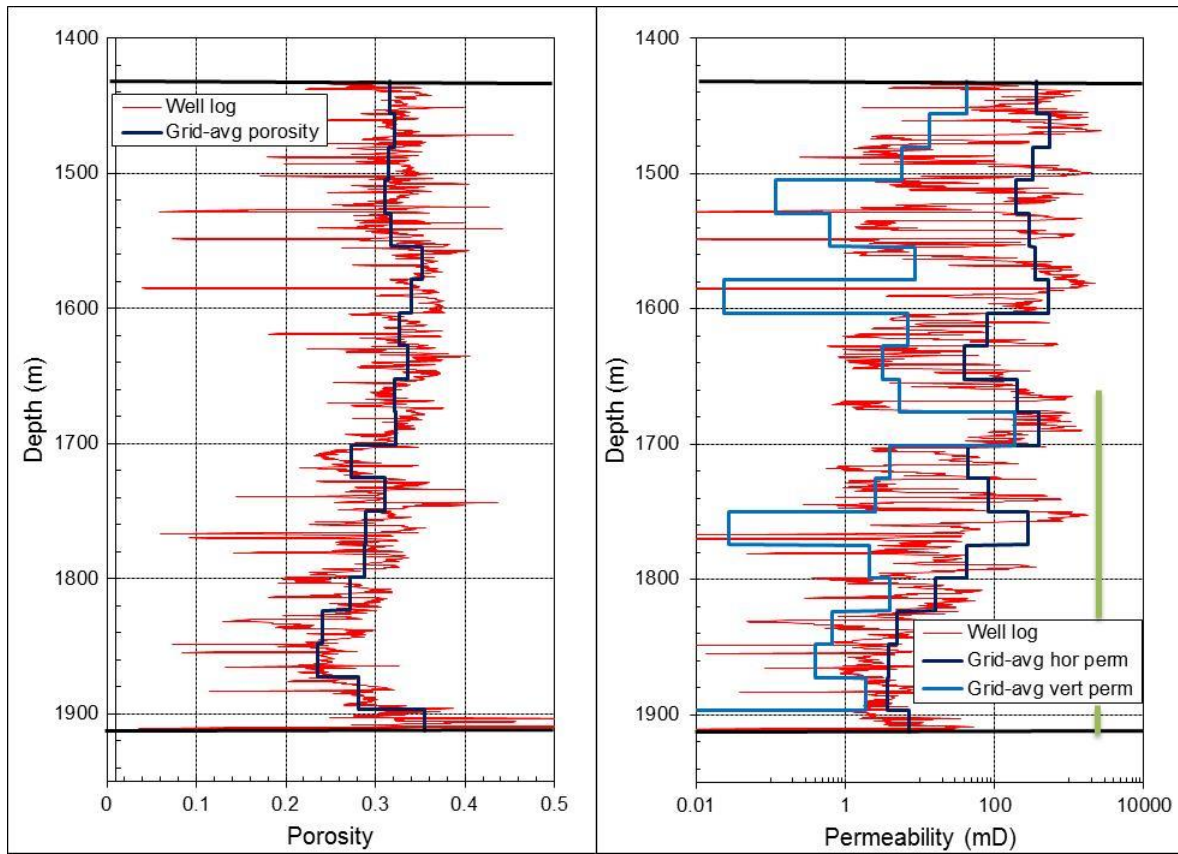 1400
1500
1600
1700
1800
1900
Depth (m)
Well log
Grid-avg porosity
0
0.1
0.2
0.3
0.4
0.5
Porosity
1400
1500
1600
1700
1800
1900
Depth (m)
Well log
Grid-avg hor perm
Grid-avg vert perm
0.01
1
100
10000
Permeability (mD)